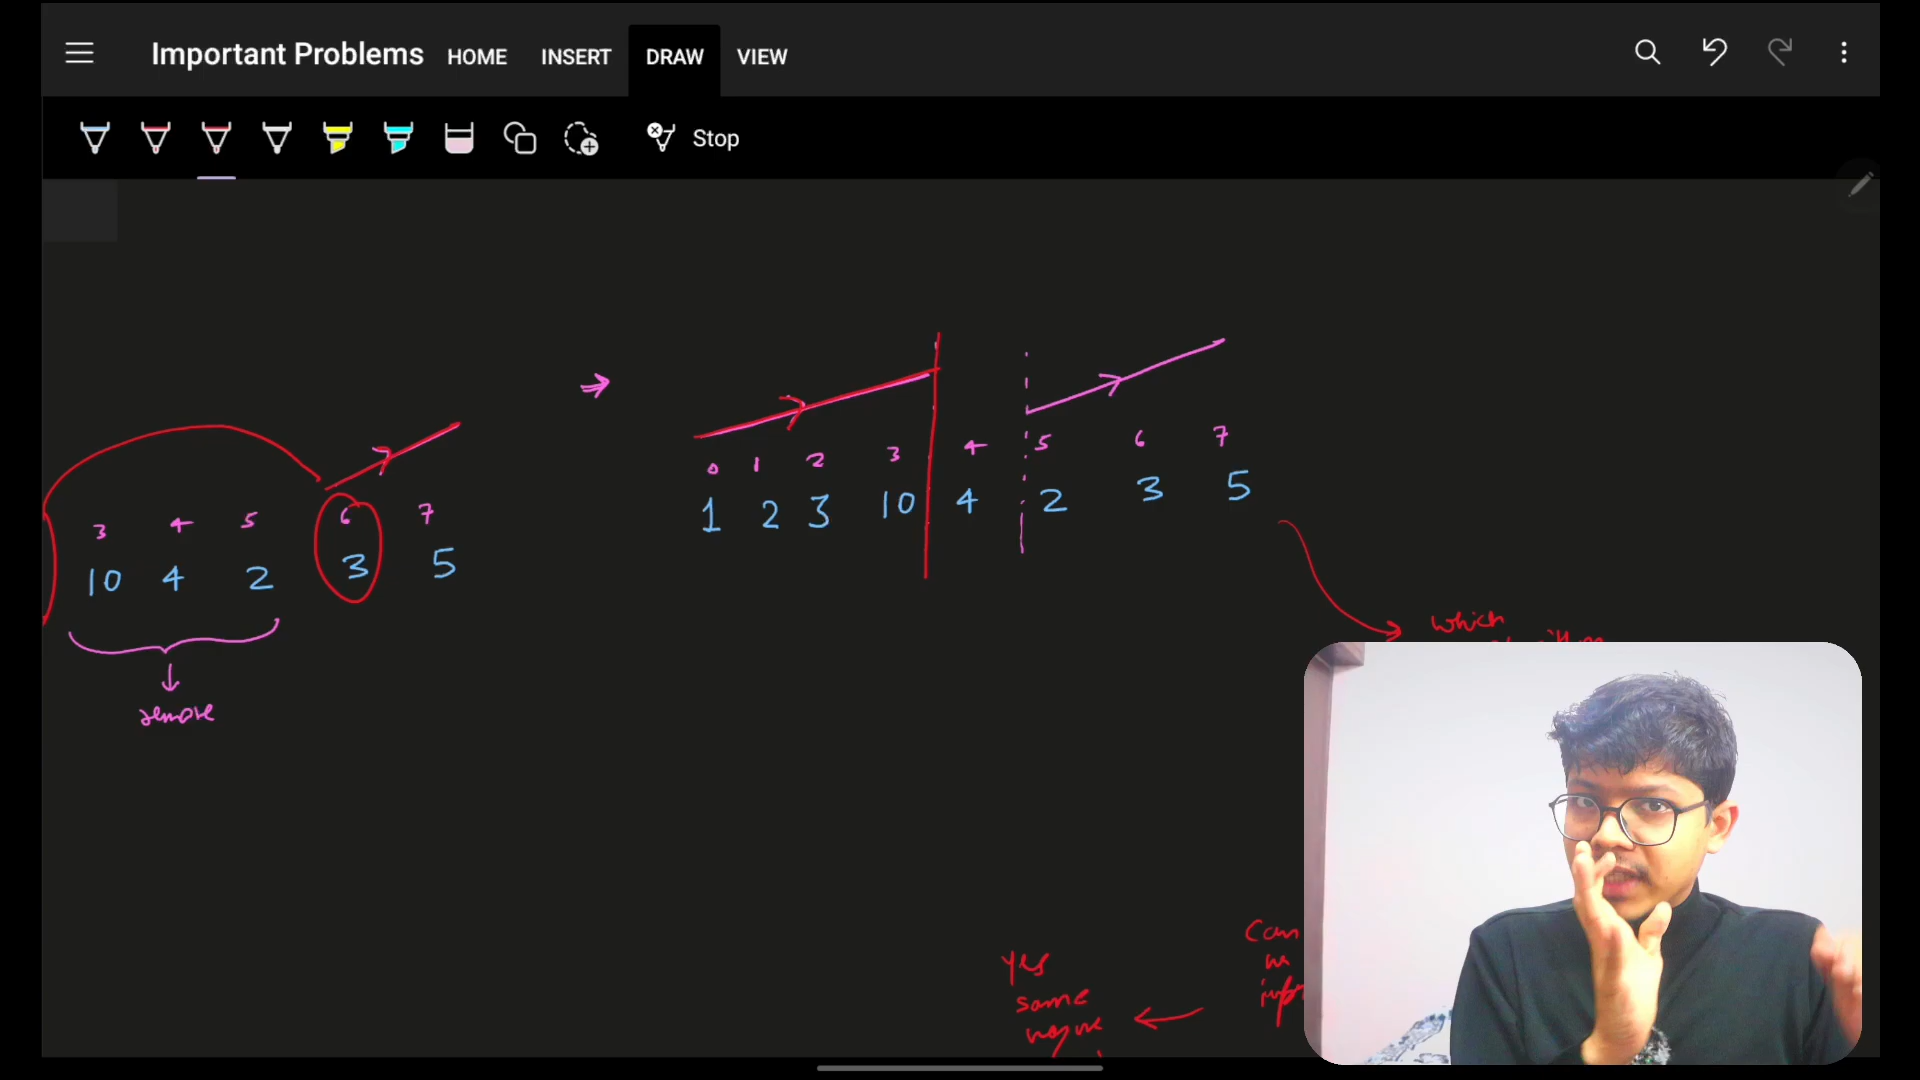 Important Problems HOME INSERT DRAW VIEW
Stop
0 1 2 3 4 5 6 7
1 2 3 10 4 2 3 5
3 4 5 6 7
10 4 2 3 5
remove
which
Can
we
yes
same